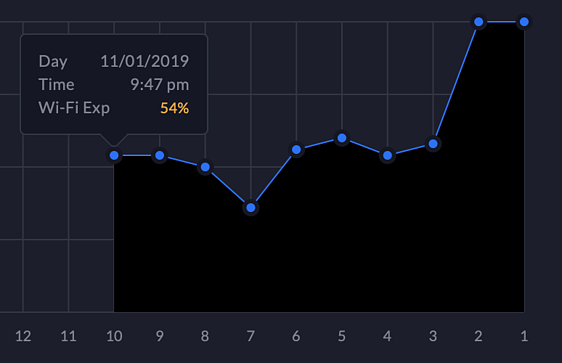 Day 11/01/2019
Time 9:47 pm
Wi-Fi Exp 54%
12 11 10 9 8 7 6 5 4 3 2 1